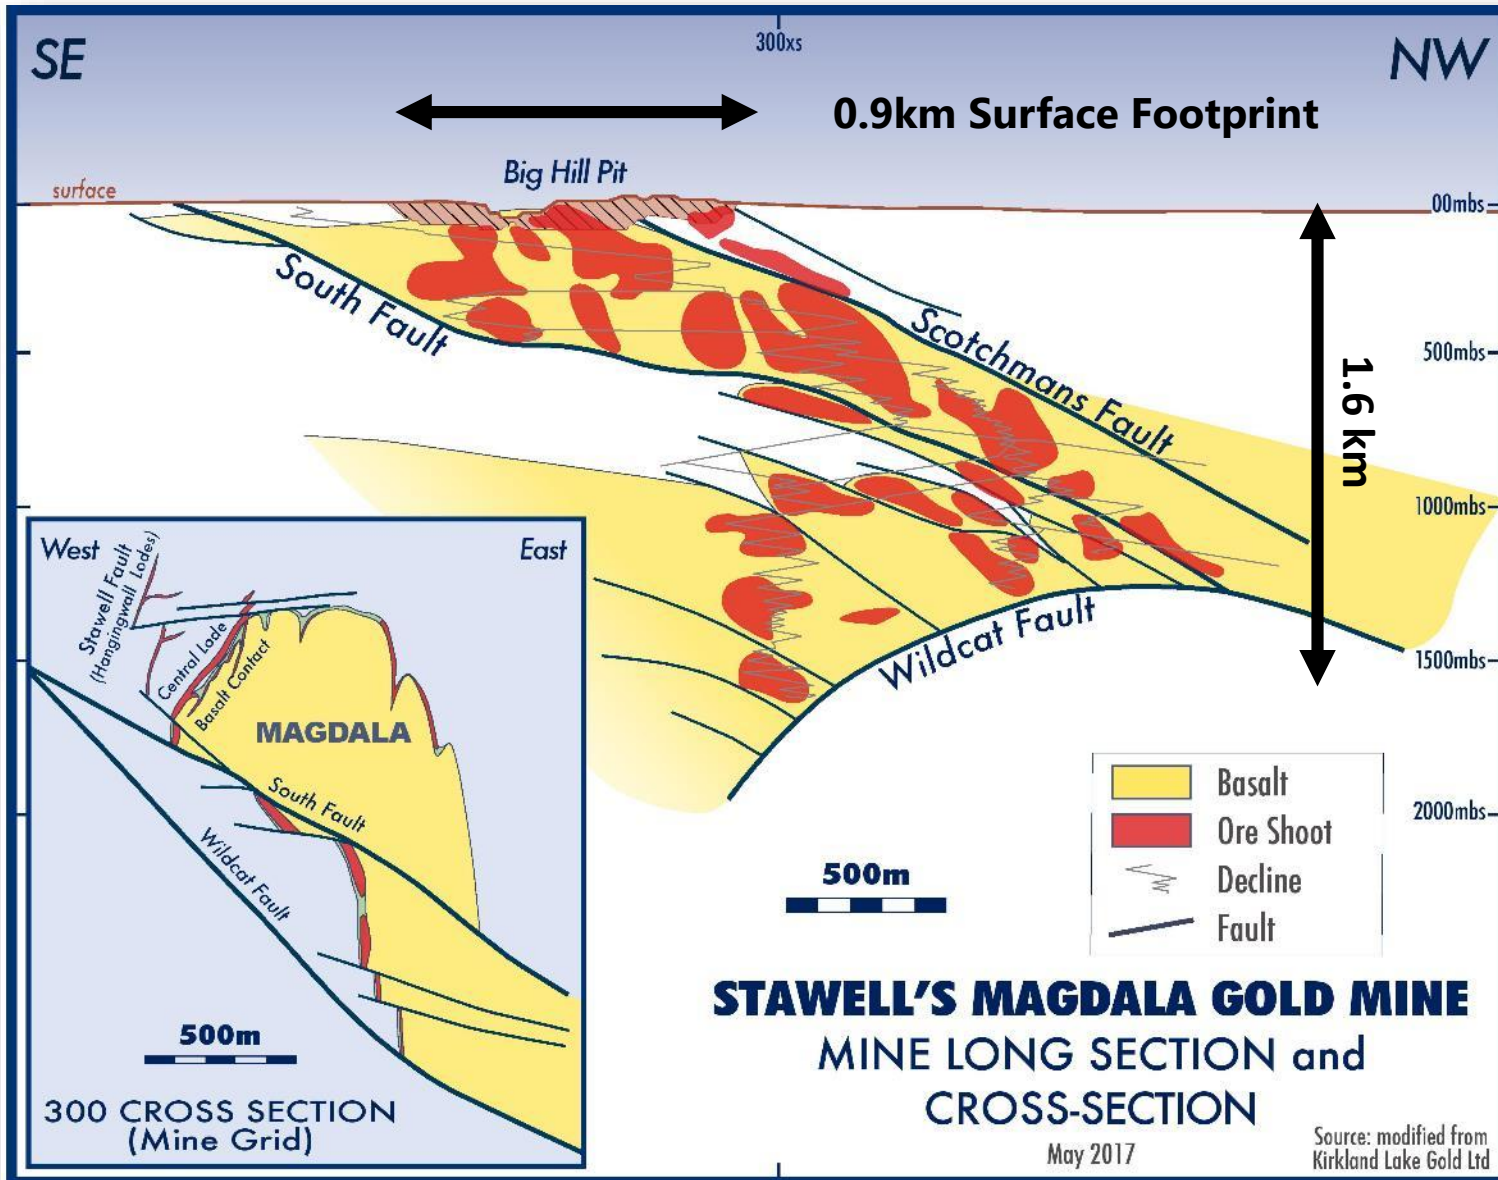 SE
300xs
NW
0.9km Surface Footprint
Big Hill Pit
surface
00mbs
South Fault
Scotchmans Fault
500mbs
1.6 km
1000mbs
Wildcat Fault
1500mbs
2000mbs
West
East
Stawell Fault
(Hangingwall Lodes)
Central Lode
Basalt Contact
MAGDALA
South Fault
Wildcat Fault
500m
300 CROSS SECTION
(Mine Grid)
Basalt
Ore Shoot
Decline
Fault
500m
STAWELL'S MAGDALA GOLD MINE
MINE LONG SECTION and
CROSS-SECTION
May 2017
Source: modified from
Kirkland Lake Gold Ltd